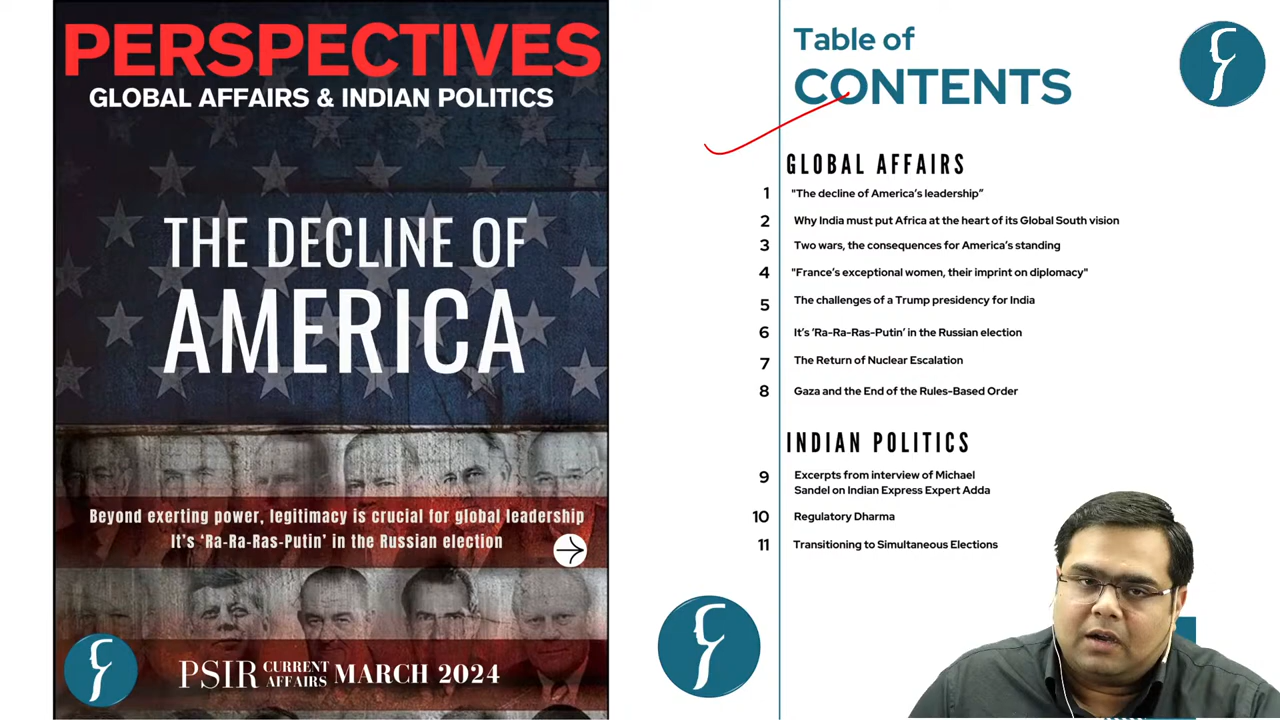 PERSPECTIVES
GLOBAL AFFAIRS & INDIAN POLITICS
THE DECLINE OF
AMERICA
Beyond exerting power, legitimacy is crucial for global leadership
It's ‘Ra-Ra-Ras-Putin’ in the Russian election
PSIR CURRENT AFFAIRS MARCH 2024
Table of
CONTENTS
GLOBAL AFFAIRS
1 "The decline of America’s leadership”
2 Why India must put Africa at the heart of its Global South vision
3 Two wars, the consequences for America’s standing
4 "France’s exceptional women, their imprint on diplomacy"
5 The challenges of a Trump presidency for India
6 It’s ‘Ra-Ra-Ras-Putin’ in the Russian election
7 The Return of Nuclear Escalation
8 Gaza and the End of the Rules-Based Order
INDIAN POLITICS
9 Excerpts from interview of Michael
Sandel on Indian Express Expert Adda
10 Regulatory Dharma
11 Transitioning to Simultaneous Elections